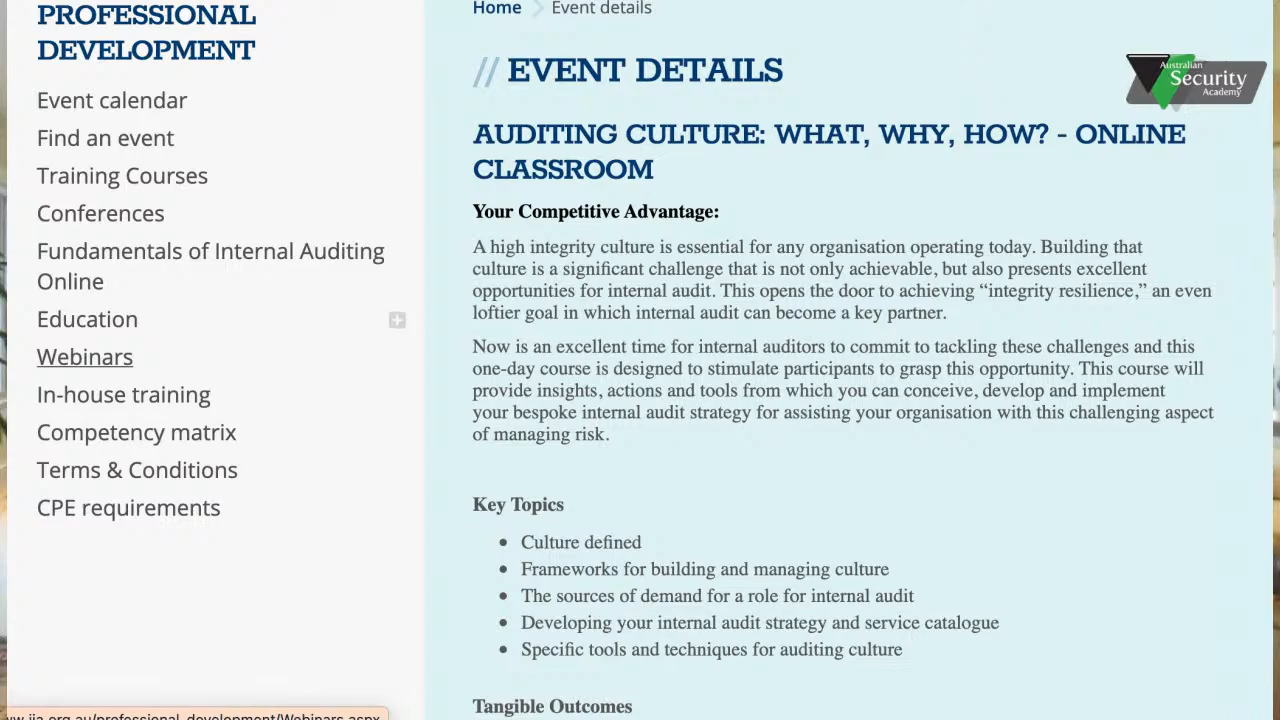 PROFESSIONAL
DEVELOPMENT
Event calendar
Find an event
Training Courses
Conferences
Fundamentals of Internal Auditing
Online
Education
Webinars
In-house training
Competency matrix
Terms & Conditions
CPE requirements
Home Event details
// EVENT DETAILS
Australian
Security
Academy
AUDITING CULTURE: WHAT, WHY, HOW? - ONLINE
CLASSROOM
Your Competitive Advantage:
A high integrity culture is essential for any organisation operating today. Building that
culture is a significant challenge that is not only achievable, but also presents excellent
opportunities for internal audit. This opens the door to achieving “integrity resilience,” an even
loftier goal in which internal audit can become a key partner.
Now is an excellent time for internal auditors to commit to tackling these challenges and this
one-day course is designed to stimulate participants to grasp this opportunity. This course will
provide insights, actions and tools from which you can conceive, develop and implement
your bespoke internal audit strategy for assisting your organisation with this challenging aspect
of managing risk.
Key Topics
• Culture defined
• Frameworks for building and managing culture
• The sources of demand for a role for internal audit
• Developing your internal audit strategy and service catalogue
• Specific tools and techniques for auditing culture
Tangible Outcomes
ww.iia.org.au/professional_development/Webinars.aspx